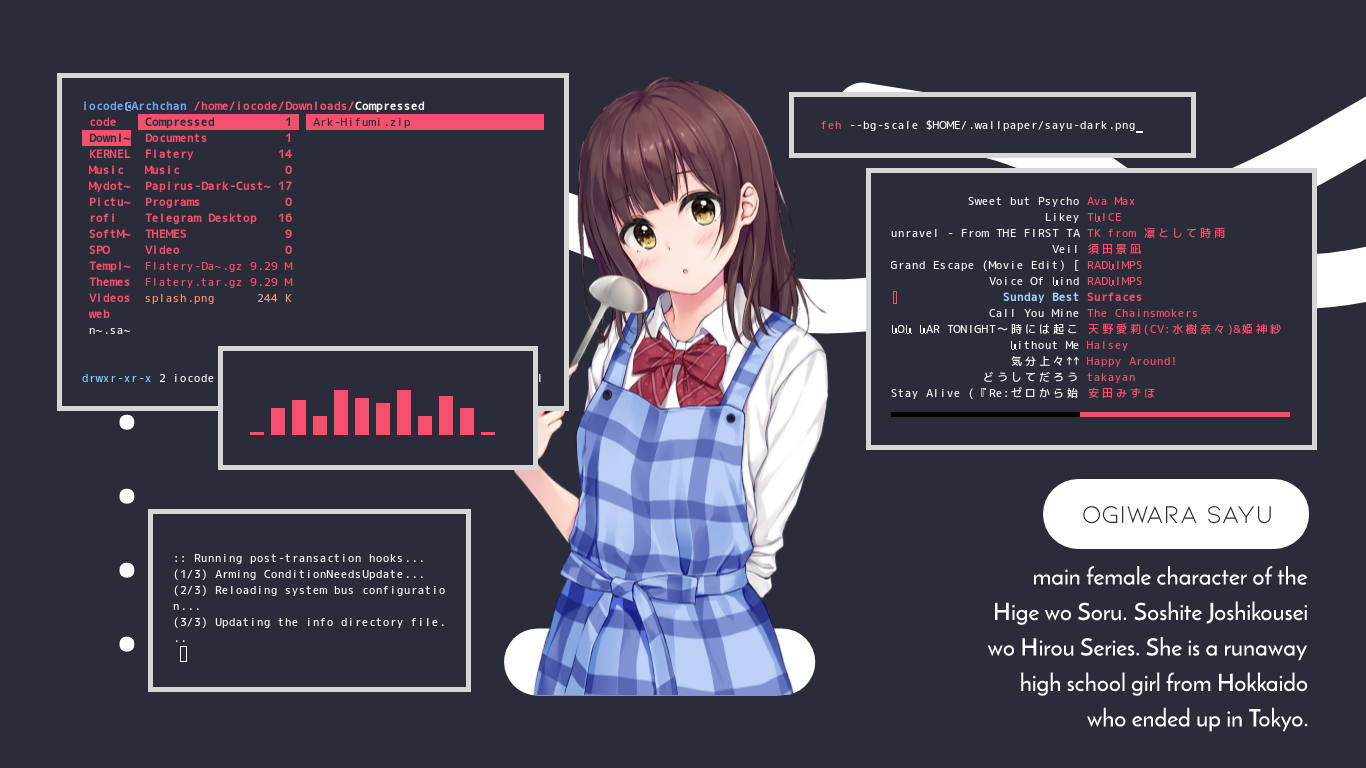 iocode@Archchan /home/iocode/Downloads/Compressed
code Compressed 1 Ark-Hifumi.zip
Downl~ Documents 1
KERNEL Flatery 14
Music Music 0
Mydot~ Papirus-Dark-Cust~ 17
Pictu~ Programs 0
rofi Telegram Desktop 16
SoftM~ THEMES 9
SPO Video 0
Templ~ Flatery-Da~.gz 9.29 M
Themes Flatery.tar.gz 9.29 M
Videos splash.png 244 K
web
n~.sa~
drwxr-xr-x 2 iocode
:: Running post-transaction hooks...
(1/3) Arming ConditionNeedsUpdate...
(2/3) Reloading system bus configuratio
n...
(3/3) Updating the info directory file.
..
feh --bg-scale $HOME/.wallpaper/sayu-dark.png_
Sweet but Psycho Ava Max
Likey TWICE
unravel - From THE FIRST TA TK from 凛として時雨
Veil 須田景凪
Grand Escape (Movie Edit) [ RADWIMPS
Voice Of Wind RADWIMPS
Sunday Best Surfaces
Call You Mine The Chainsmokers
WOW WAR TONIGHT～時には起こ 天野愛莉(CV:水樹奈々)&姫神紗
Without Me Halsey
気分上々↑↑ Happy Around!
どうしてだろう takayan
Stay Alive (『Re:ゼロから始 安田みずほ
OGIWARA SAYU
main female character of the
Hige wo Soru. Soshite Joshikousei
wo Hirou Series. She is a runaway
high school girl from Hokkaido
who ended up in Tokyo.